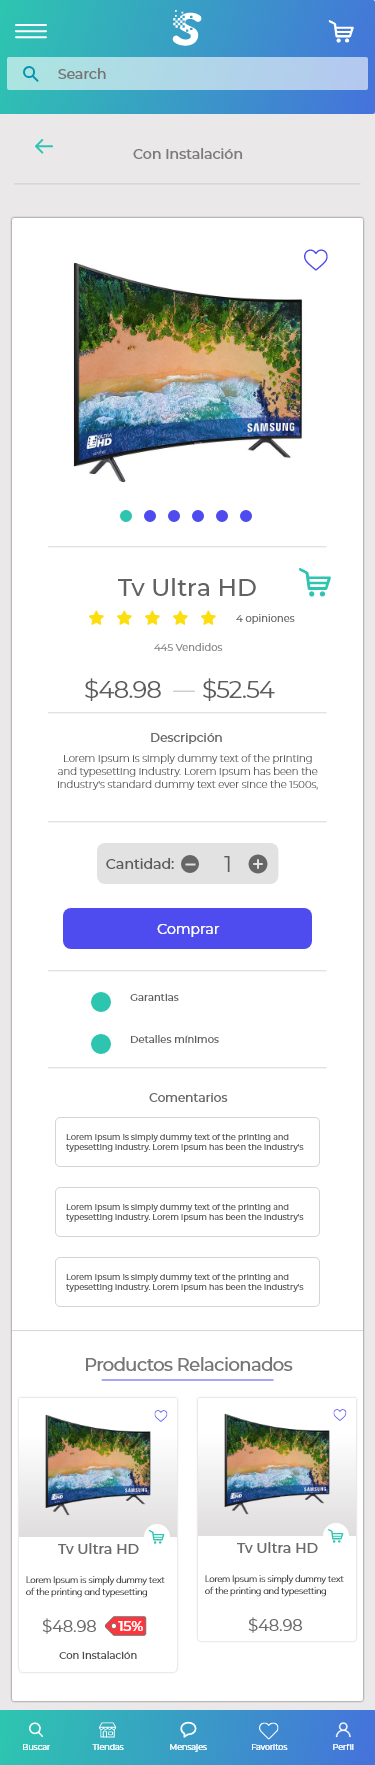 S
Search
Con Instalación
ULTRA HD
SAMSUNG
Tv Ultra HD
4 opiniones
445 Vendidos
$48.98 — $52.54
Descripción
Lorem Ipsum is simply dummy text of the printing
and typesetting industry. Lorem Ipsum has been the
industry's standard dummy text ever since the 1500s,
Cantidad: 1
Comprar
Garantias
Detalles mínimos
Comentarios
Lorem Ipsum is simply dummy text of the printing and
typesetting industry. Lorem Ipsum has been the industry's
Lorem Ipsum is simply dummy text of the printing and
typesetting industry. Lorem Ipsum has been the industry's
Lorem Ipsum is simply dummy text of the printing and
typesetting industry. Lorem Ipsum has been the industry's
Productos Relacionados
HD
SAMSUNG
Tv Ultra HD
Lorem Ipsum is simply dummy text
of the printing and typesetting
$48.98 15%
Con Instalación
HD
SAMSUNG
Tv Ultra HD
Lorem Ipsum is simply dummy text
of the printing and typesetting
$48.98
Buscar
Tiendas
Mensajes
Favoritos
Perfil